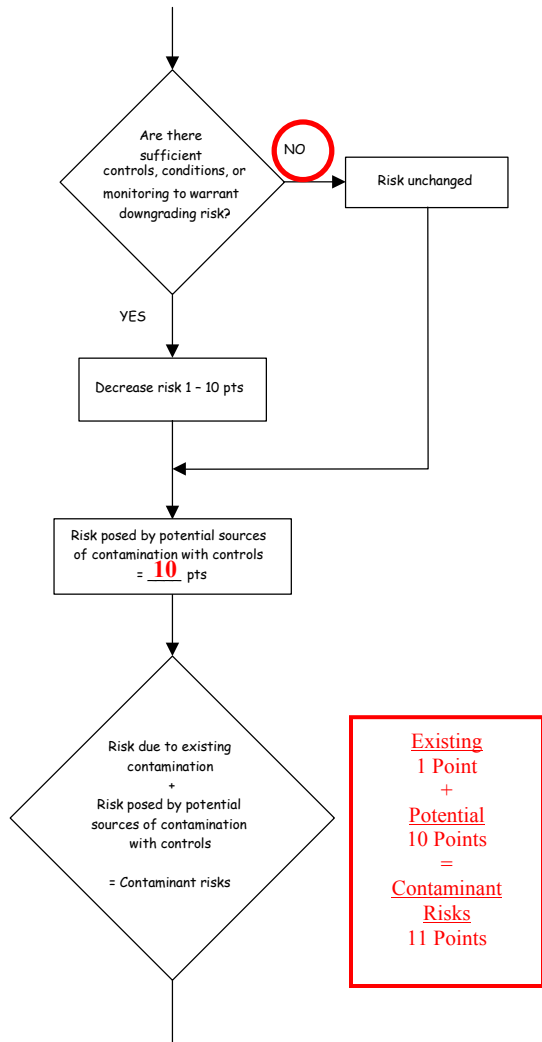 Are there
sufficient
controls, conditions, or
monitoring to warrant
downgrading risk?
NO
Risk unchanged
YES
Decrease risk 1 – 10 pts
Risk posed by potential sources
of contamination with controls
= 10 pts
Risk due to existing
contamination
+
Risk posed by potential
sources of contamination
with controls
= Contaminant risks
Existing
1 Point
+
Potential
10 Points
=
Contaminant
Risks
11 Points